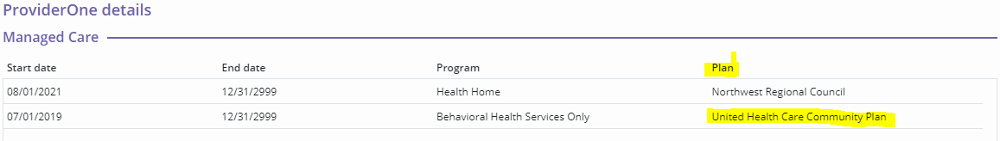 ProviderOne details
Managed Care
Start date End date Program Plan
08/01/2021 12/31/2999 Health Home Northwest Regional Council
07/01/2019 12/31/2999 Behavioral Health Services Only United Health Care Community Plan